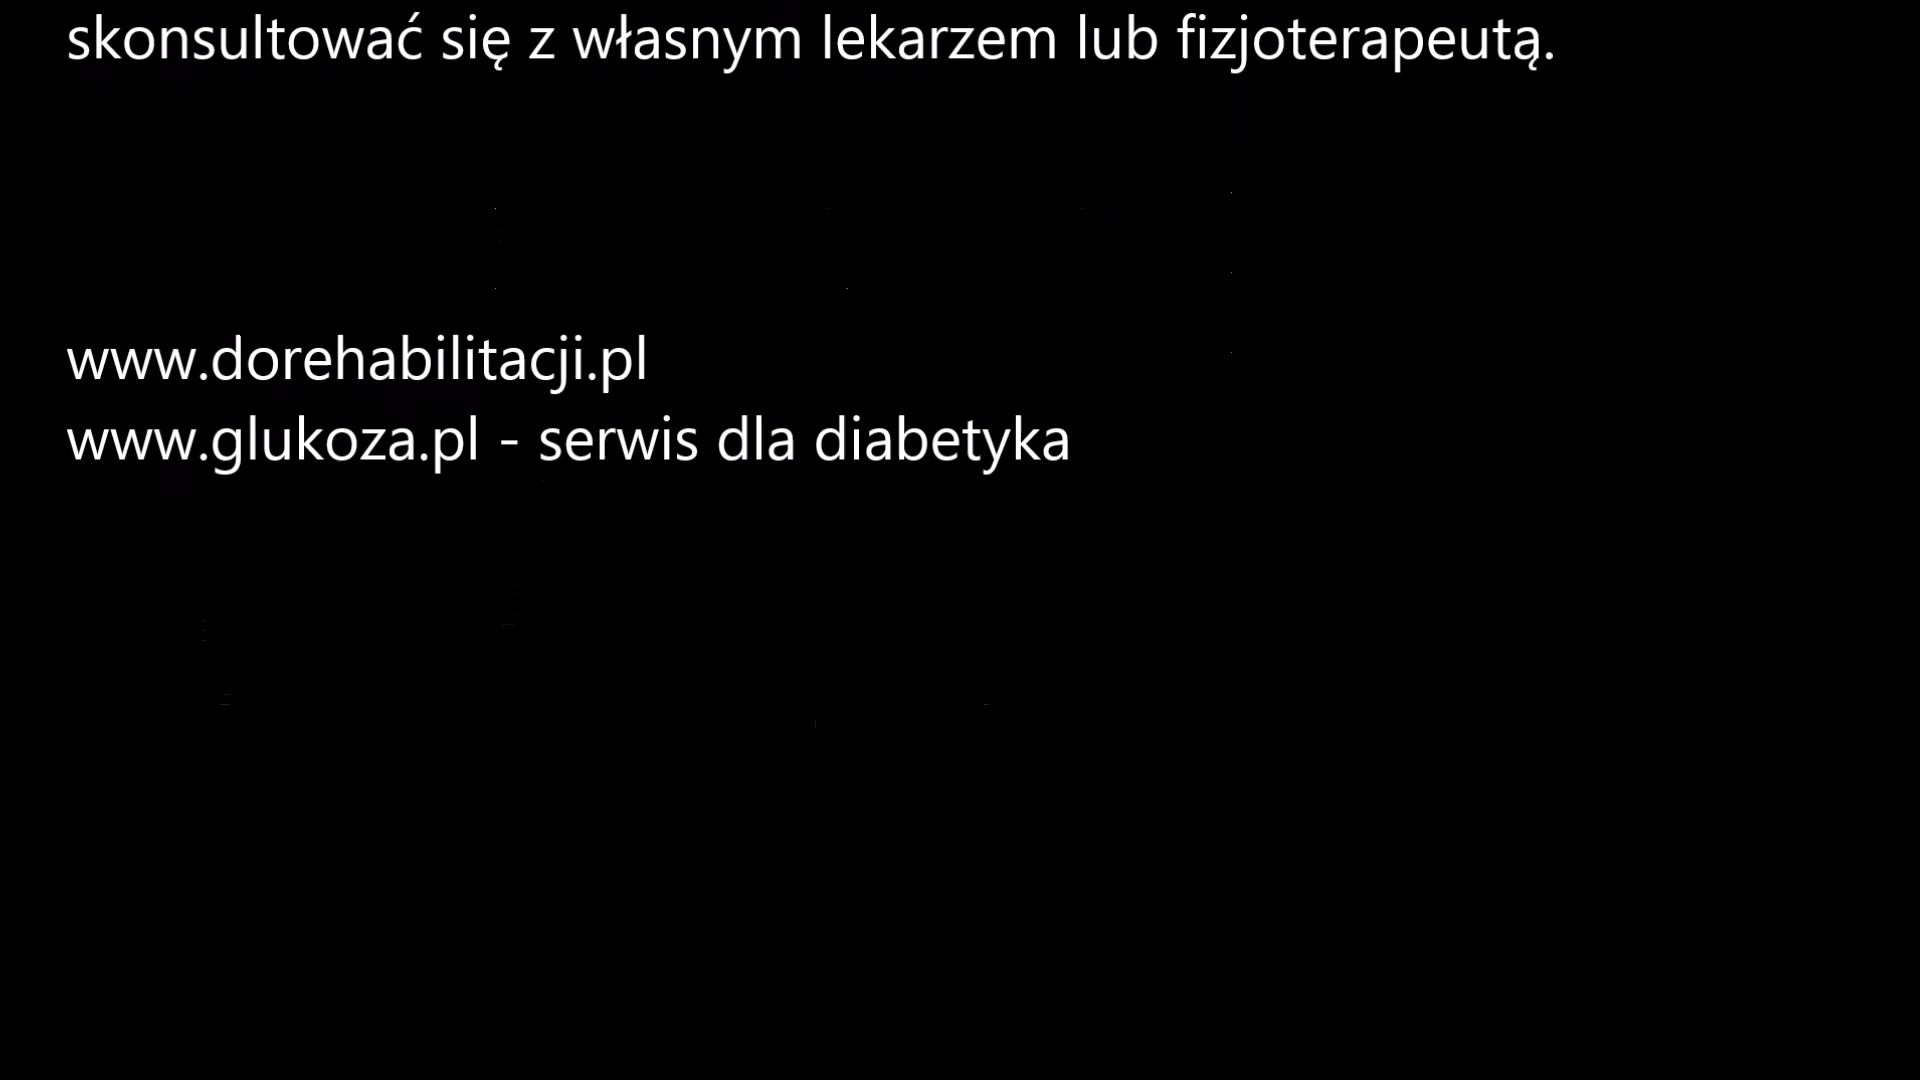 skonsultować się z własnym lekarzem lub fizjoterapeutą.
www.dorehabilitacji.pl
www.glukoza.pl - serwis dla diabetyka